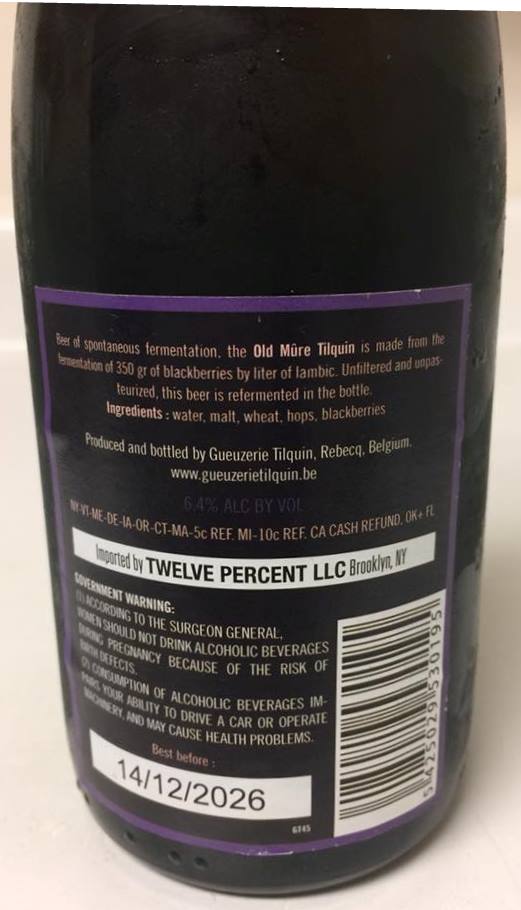 Beer of spontaneous fermentation, the Old Mûre Tilquin is made from the
fermentation of 350 gr of blackberries by liter of lambic. Unfiltered and unpas-
teurized, this beer is refermented in the bottle.
Ingredients : water, malt, wheat, hops, blackberries
Produced and bottled by Gueuzerie Tilquin, Rebecq, Belgium.
www.gueuzerietilquin.be
6.4% ALC BY VOL
NY-VT-ME-DE-IA-OR-CT-MA-5c REF. MI-10c REF. CA CASH REFUND. OK+ FL
Imported by TWELVE PERCENT LLC Brooklyn, NY
GOVERNMENT WARNING:
(1) ACCORDING TO THE SURGEON GENERAL,
WOMEN SHOULD NOT DRINK ALCOHOLIC BEVERAGES
DURING PREGNANCY BECAUSE OF THE RISK OF
BIRTH DEFECTS.
(2) CONSUMPTION OF ALCOHOLIC BEVERAGES IM-
PAIRS YOUR ABILITY TO DRIVE A CAR OR OPERATE
MACHINERY, AND MAY CAUSE HEALTH PROBLEMS.
Best before :
14/12/2026
GT45
5425029530195